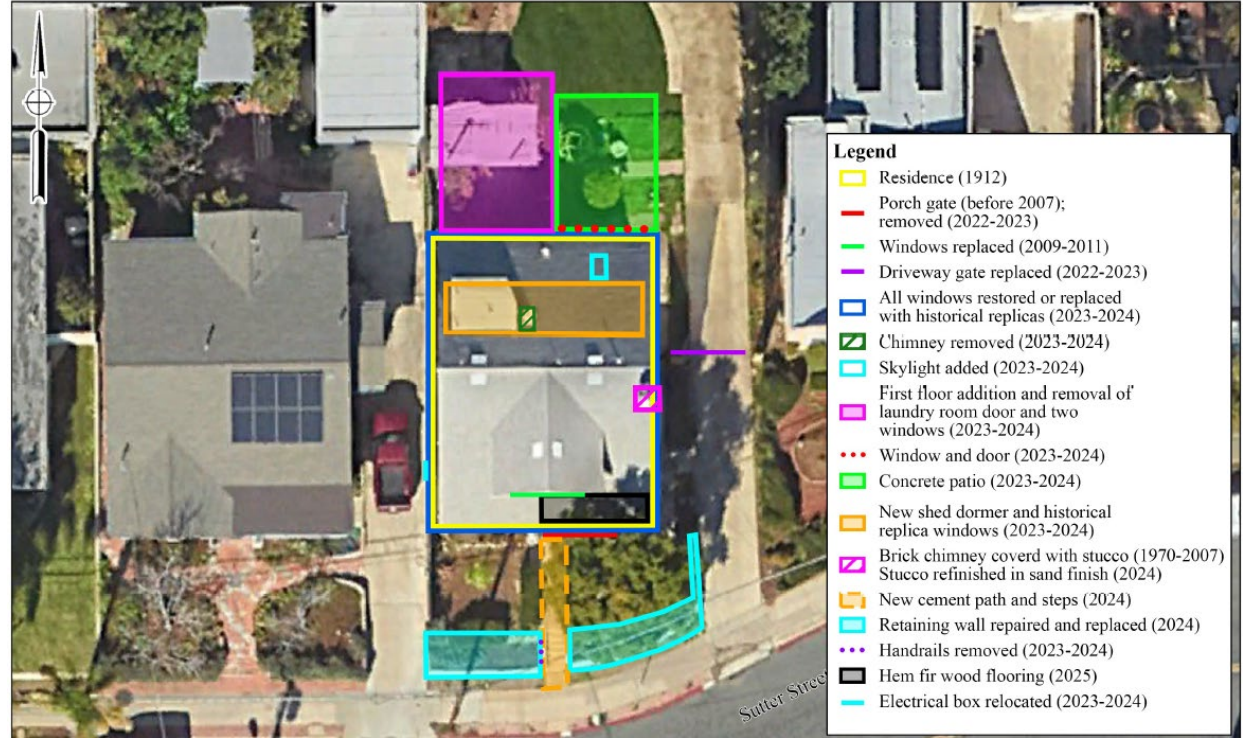 Legend
Residence (1912)
Porch gate (before 2007);
removed (2022-2023)
Windows replaced (2009-2011)
Driveway gate replaced (2022-2023)
All windows restored or replaced
with historical replicas (2023-2024)
Chimney removed (2023-2024)
Skylight added (2023-2024)
First floor addition and removal of
laundry room door and two
windows (2023-2024)
Window and door (2023-2024)
Concrete patio (2023-2024)
New shed dormer and historical
replica windows (2023-2024)
Brick chimney coverd with stucco (1970-2007)
Stucco refinished in sand finish (2024)
New cement path and steps (2024)
Retaining wall repaired and replaced (2024)
Handrails removed (2023-2024)
Hem fir wood flooring (2025)
Electrical box relocated (2023-2024)
Sutter Street